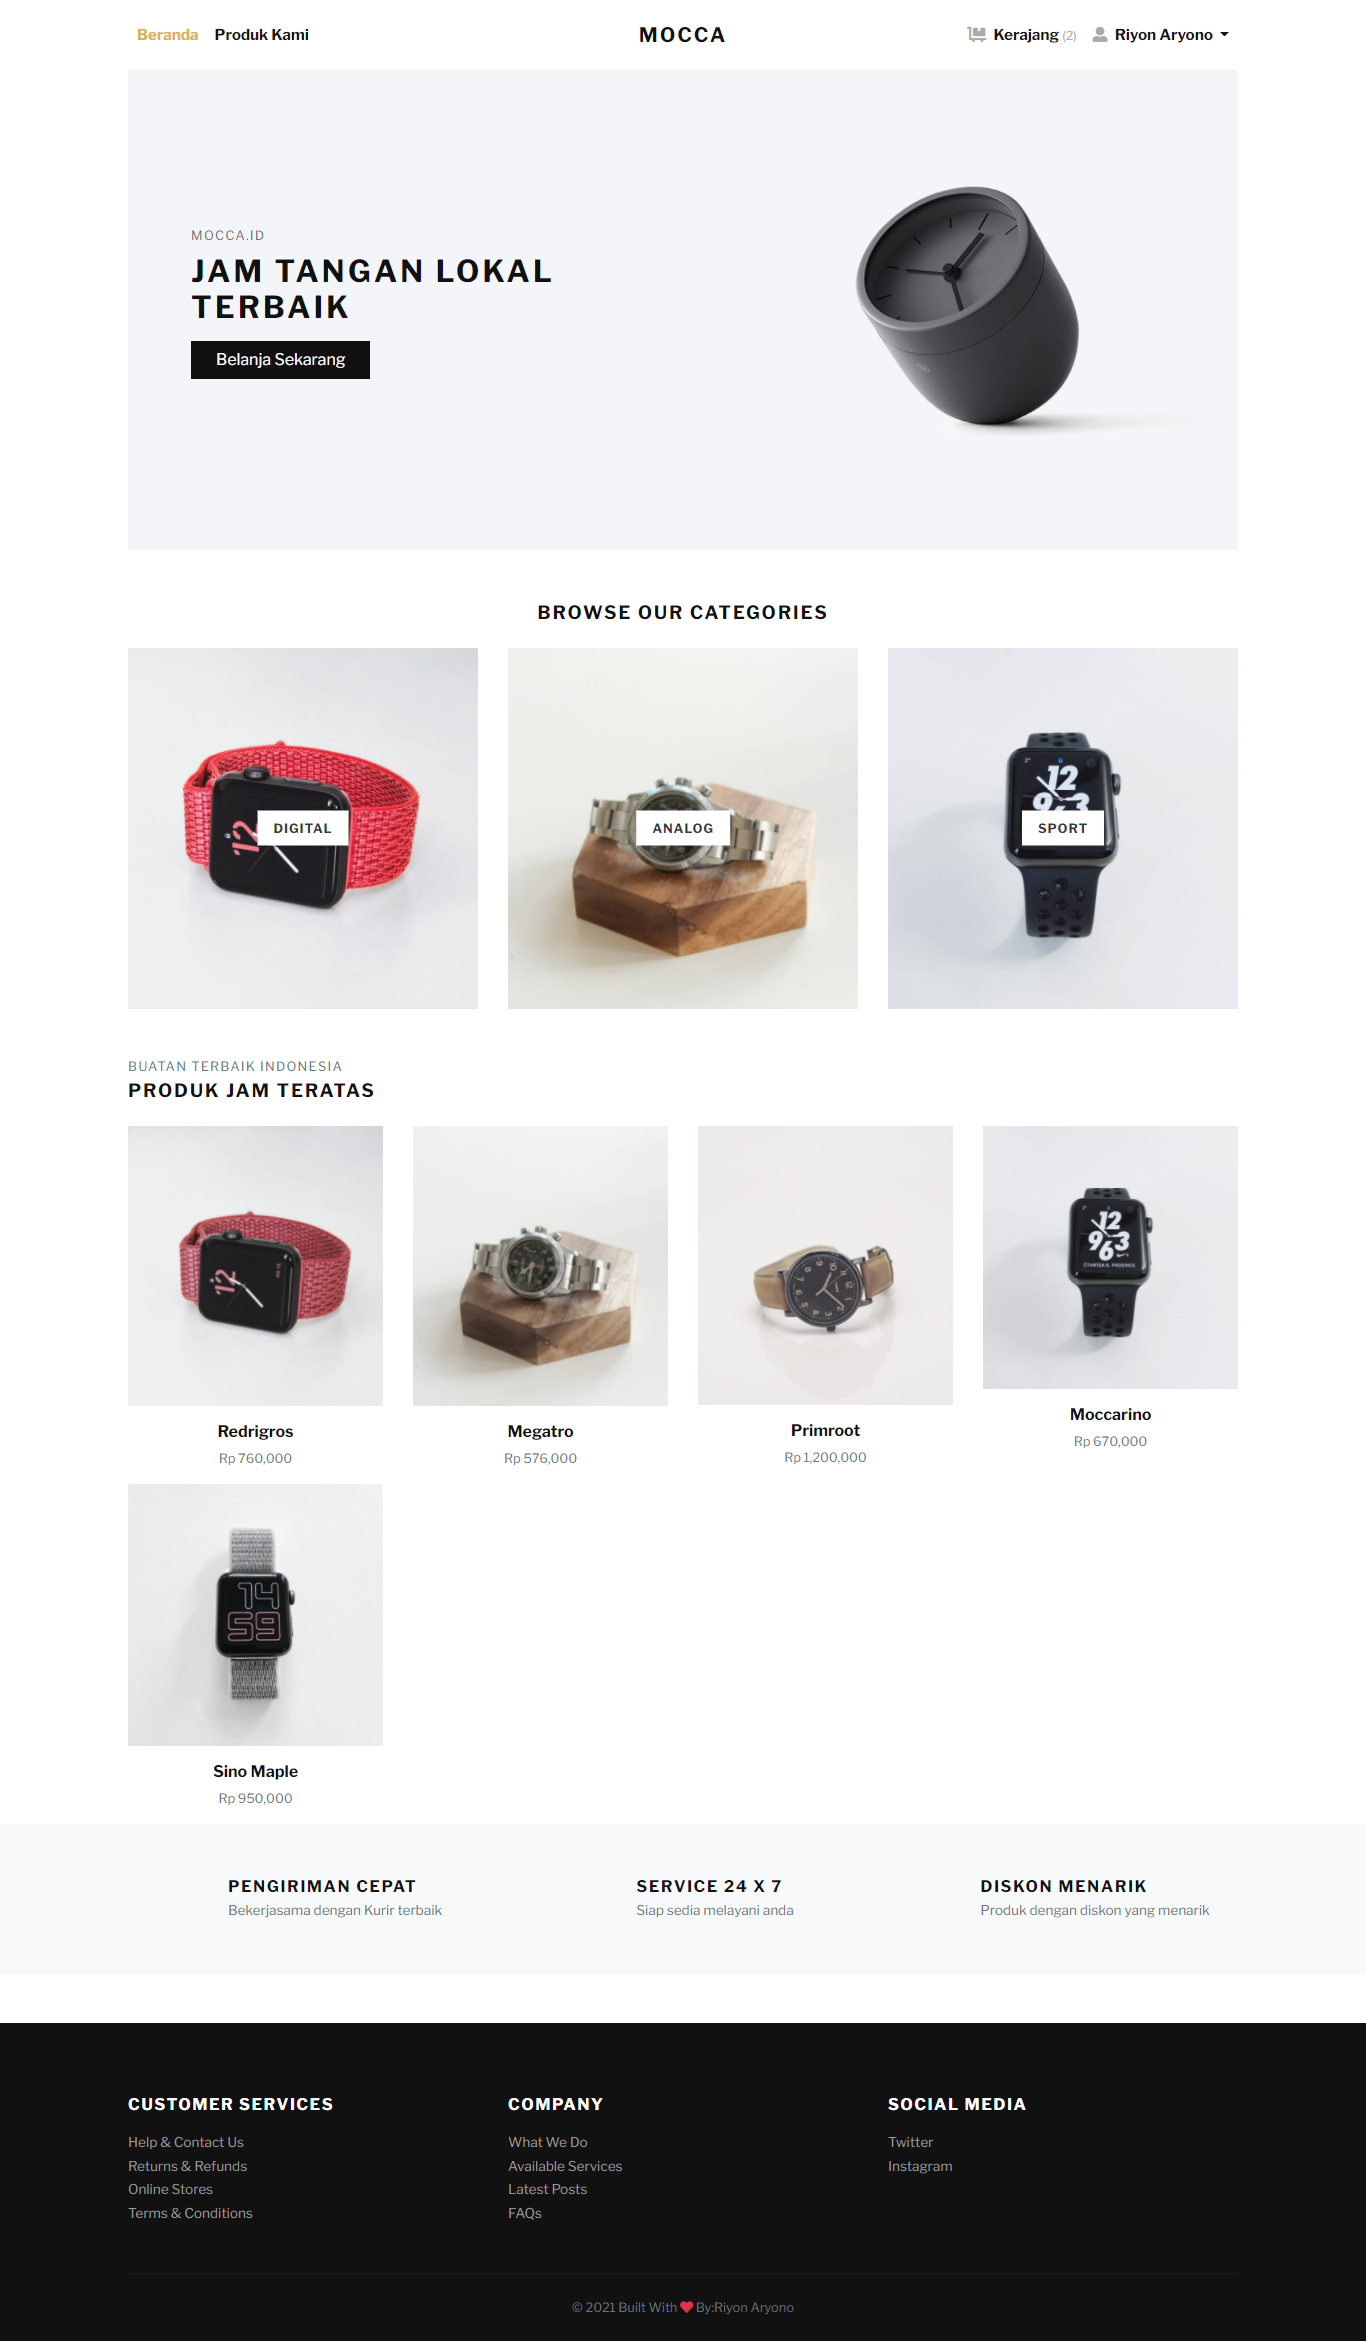 Beranda Produk Kami MOCCA Kerajang (2) Riyon Aryono
MOCCA.ID
JAM TANGAN LOKAL
TERBAIK
Belanja Sekarang
BROWSE OUR CATEGORIES
DIGITAL ANALOG SPORT
BUATAN TERBAIK INDONESIA
PRODUK JAM TERATAS
Redrigros Megatro Primroot Moccarino
Rp 760,000 Rp 576,000 Rp 1,200,000 Rp 670,000
14
59
Sino Maple
Rp 950,000
PENGIRIMAN CEPAT SERVICE 24 X 7 DISKON MENARIK
Bekerjasama dengan Kurir terbaik Siap sedia melayani anda Produk dengan diskon yang menarik
CUSTOMER SERVICES COMPANY SOCIAL MEDIA
Help & Contact Us What We Do Twitter
Returns & Refunds Available Services Instagram
Online Stores Latest Posts
Terms & Conditions FAQs
© 2021 Built With By:Riyon Aryono